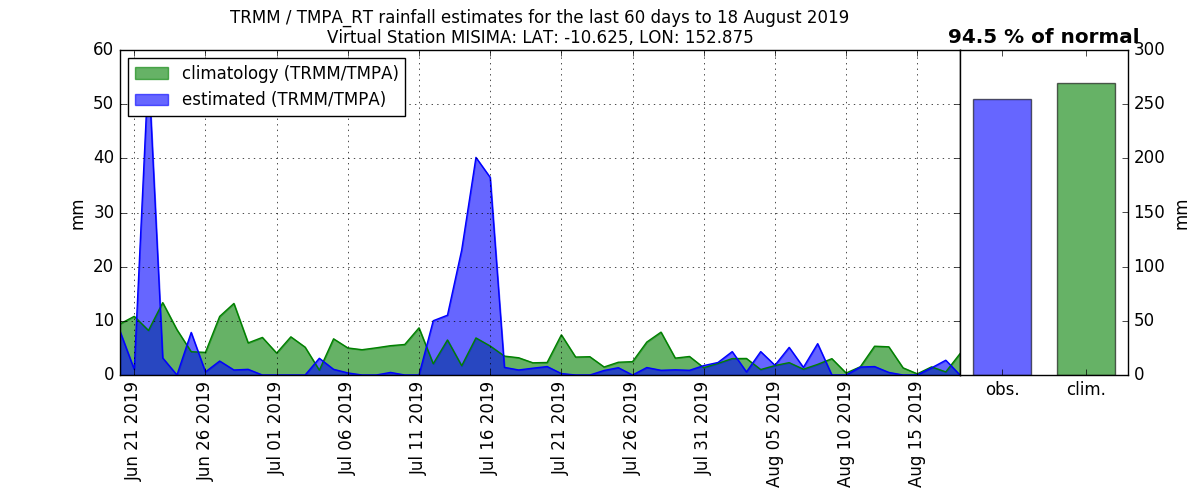 TRMM / TMPA_RT rainfall estimates for the last 60 days to 18 August 2019
Virtual Station MISIMA: LAT: -10.625, LON: 152.875
94.5 % of normal
climatology (TRMM/TMPA)
estimated (TRMM/TMPA)
60
50
40
30
20
10
0
mm
300
250
200
150
100
50
0
mm
Jun 21 2019
Jun 26 2019
Jul 01 2019
Jul 06 2019
Jul 11 2019
Jul 16 2019
Jul 21 2019
Jul 26 2019
Jul 31 2019
Aug 05 2019
Aug 10 2019
Aug 15 2019
obs.
clim.